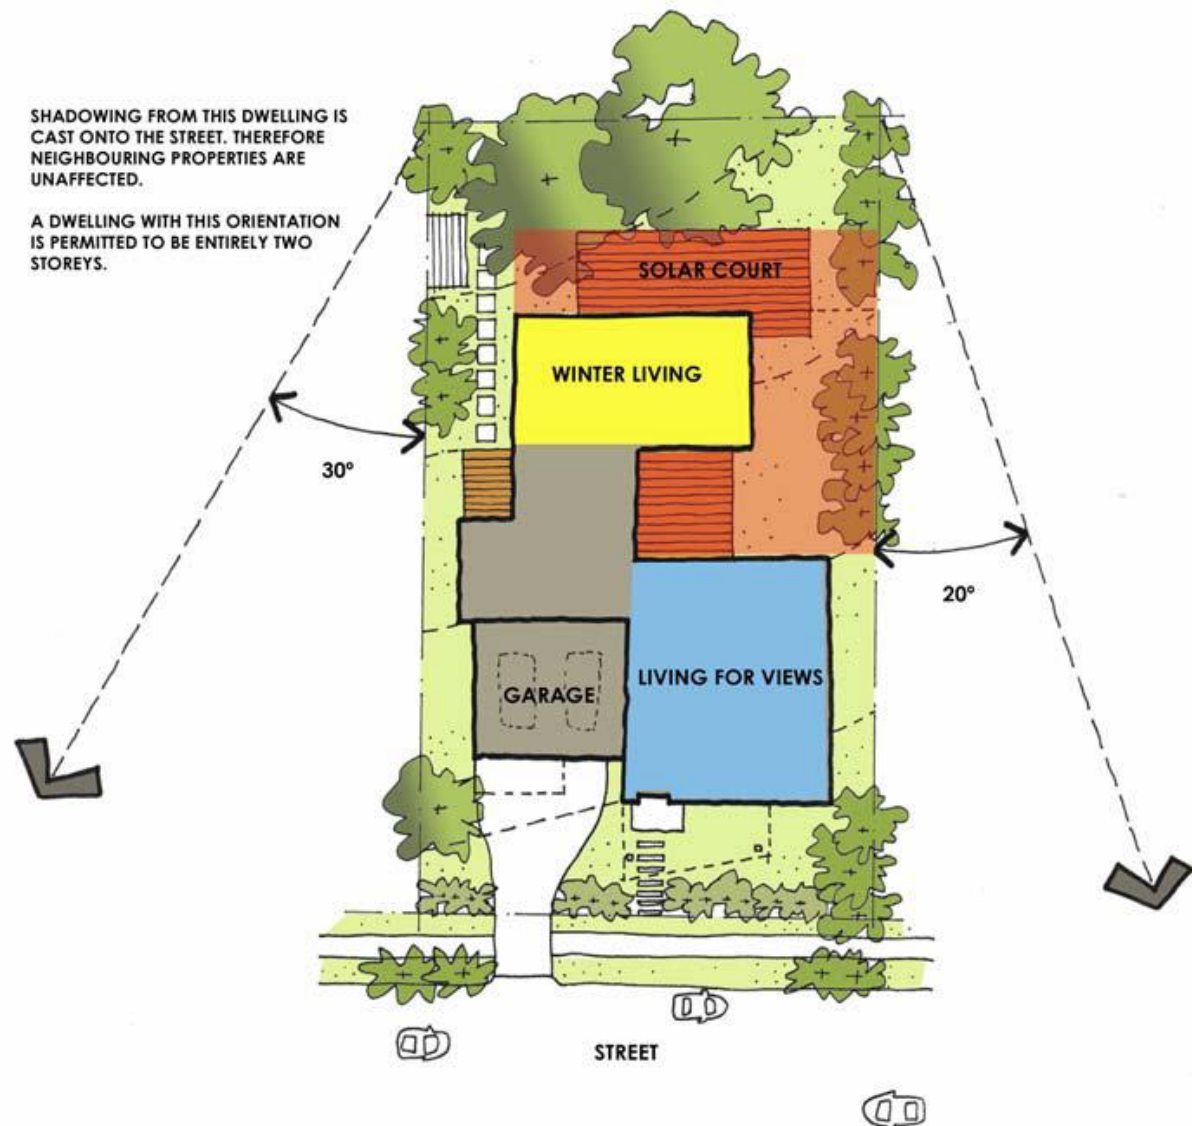 SHADOWING FROM THIS DWELLING IS
CAST ONTO THE STREET. THEREFORE
NEIGHBOURING PROPERTIES ARE
UNAFFECTED.
A DWELLING WITH THIS ORIENTATION
IS PERMITTED TO BE ENTIRELY TWO
STOREYS.
SOLAR COURT
WINTER LIVING
30°
20°
LIVING FOR VIEWS
GARAGE
STREET